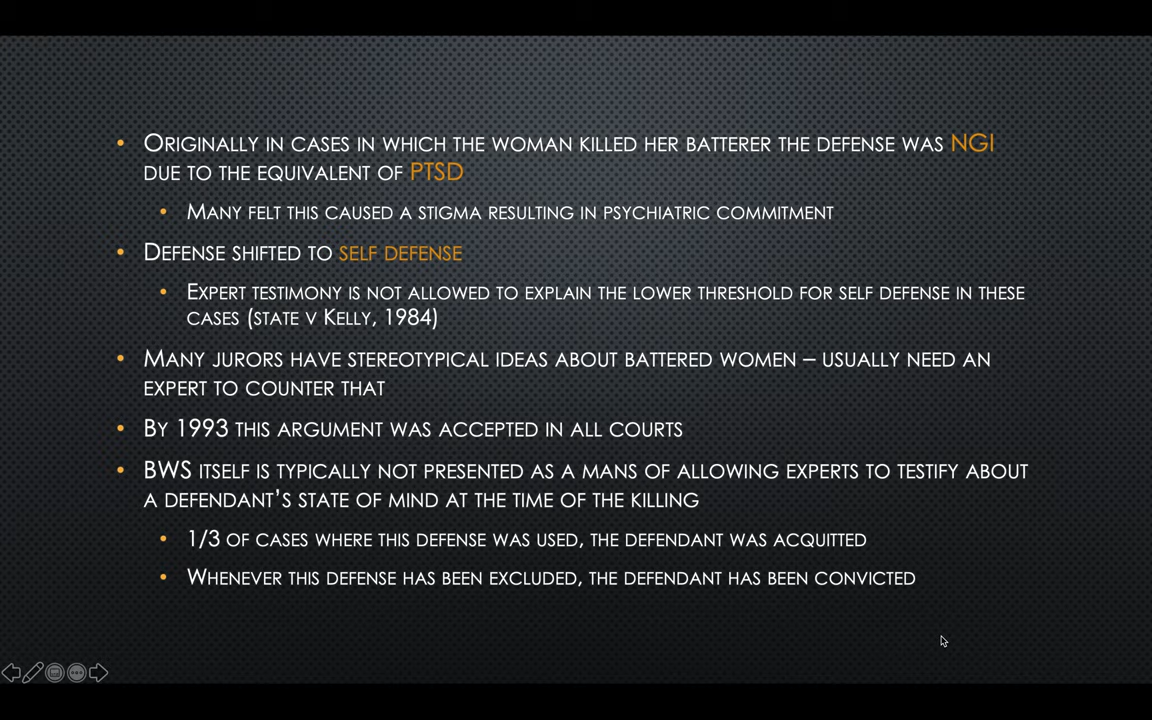 • Originally in cases in which the woman killed her batterer the defense was NGI
due to the equivalent of PTSD
• Many felt this caused a stigma resulting in psychiatric commitment
• Defense shifted to self defense
• Expert testimony is not allowed to explain the lower threshold for self defense in these
cases (state v Kelly, 1984)
• Many jurors have stereotypical ideas about battered women – usually need an
expert to counter that
• By 1993 this argument was accepted in all courts
• BWS itself is typically not presented as a mans of allowing experts to testify about
a defendant’s state of mind at the time of the killing
• 1/3 of cases where this defense was used, the defendant was acquitted
• Whenever this defense has been excluded, the defendant has been convicted